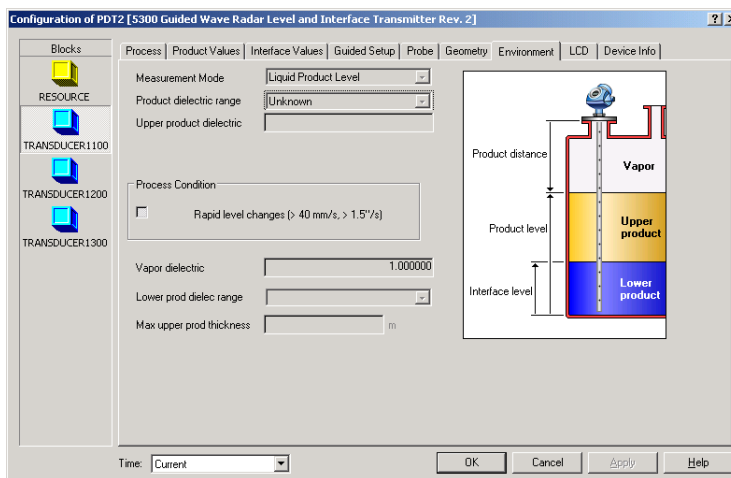 Configuration of PDT2 [5300 Guided Wave Radar Level and Interface Transmitter Rev. 2]
Blocks
RESOURCE
TRANSDUCER1100
TRANSDUCER1200
TRANSDUCER1300
Process Product Values Interface Values Guided Setup Probe Geometry Environment LCD Device Info
Measurement Mode Liquid Product Level
Product dielectric range Unknown
Upper product dielectric
Process Condition
Rapid level changes (> 40 mm/s, > 1.5"/s)
Vapor dielectric 1.000000
Lower prod dielec range
Max upper prod thickness m
Product distance
Vapor
Product level
Upper
product
Interface level
Lower
product
Time: Current
OK Cancel Apply Help